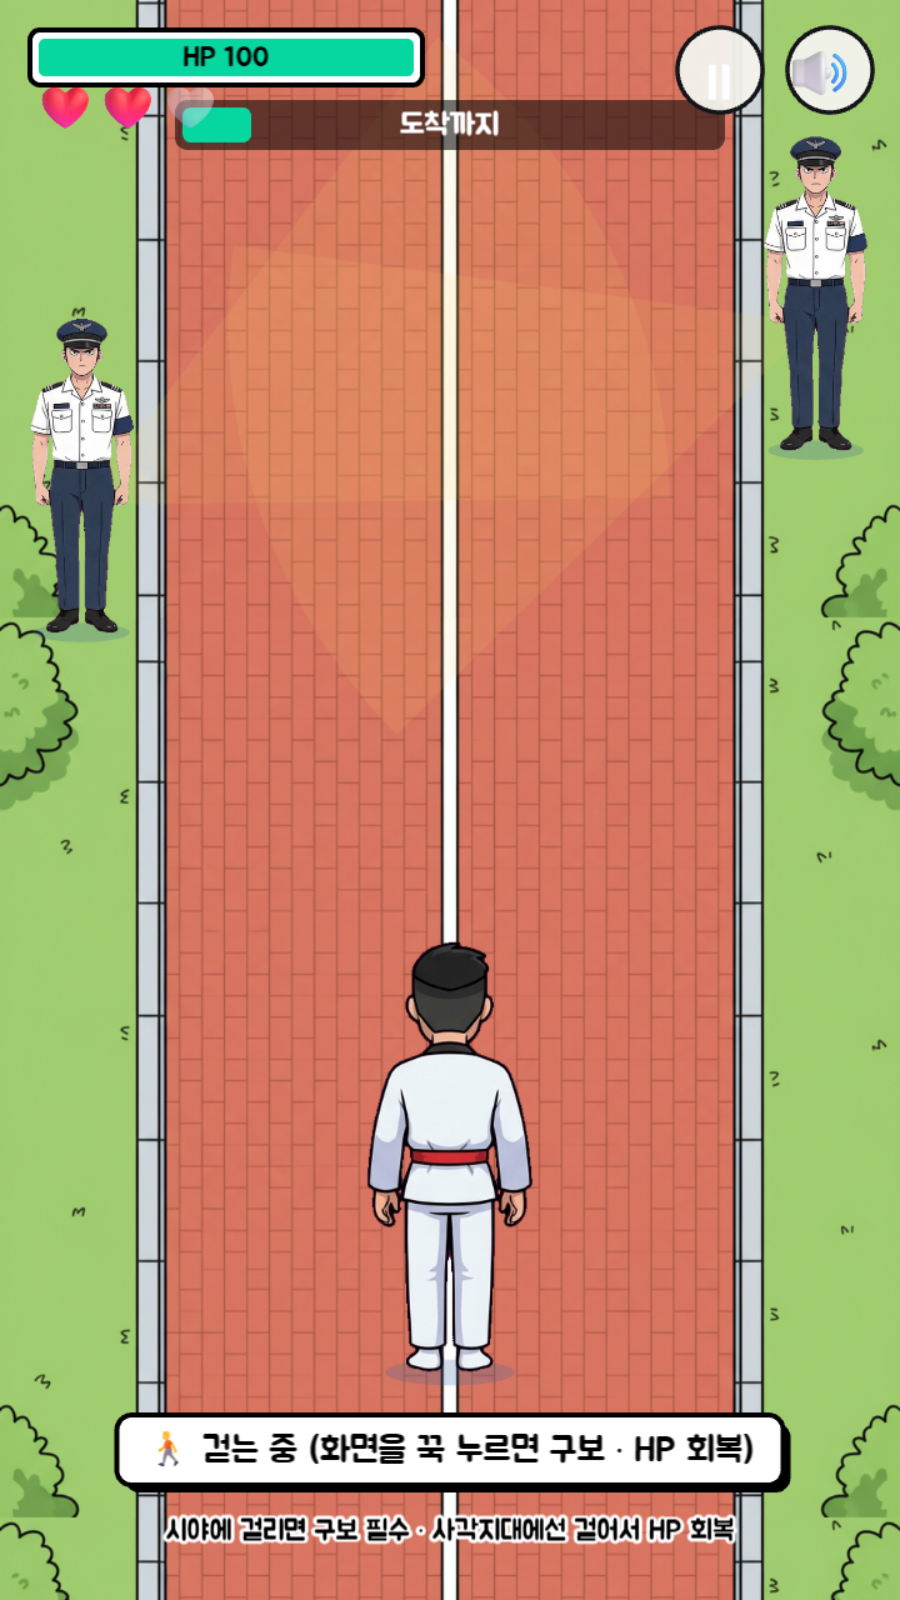 HP 100
도착까지
걷는 중 (화면을 꾹 누르면 구보 · HP 회복)
시야에 걸리면 구보 필수 · 사각지대에선 걸어서 HP 회복